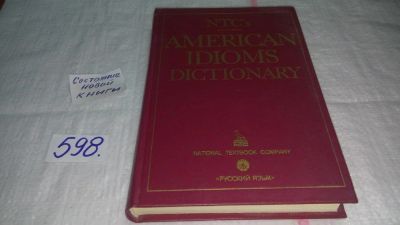 NTC's
AMERICAN
IDIOMS
DICTIONARY
Состояние
новой
книги
598.
NATIONAL TEXTBOOK COMPANY
«РУССКИЙ ЯЗЫК»